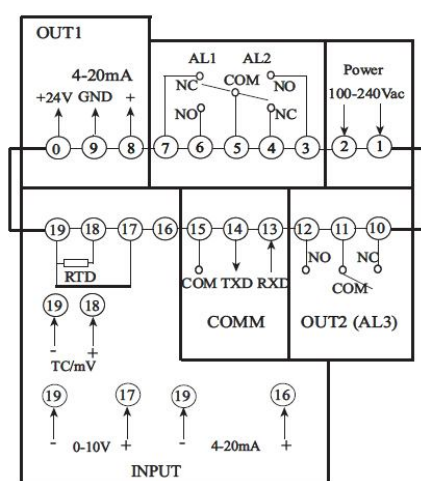 OUT1
AL1 AL2
4-20mA NC COM NO Power
+24V GND + NO NC 100-240Vac
0 9 8 7 6 5 4 3 2 1
19 18 17 16 15 14 13 12 11 10
RTD COM TXD RXD NO COM NC
19 18 COMM OUT2 (AL3)
- +
TC/mV
19 17 19 16
- 0-10V + - 4-20mA +
INPUT